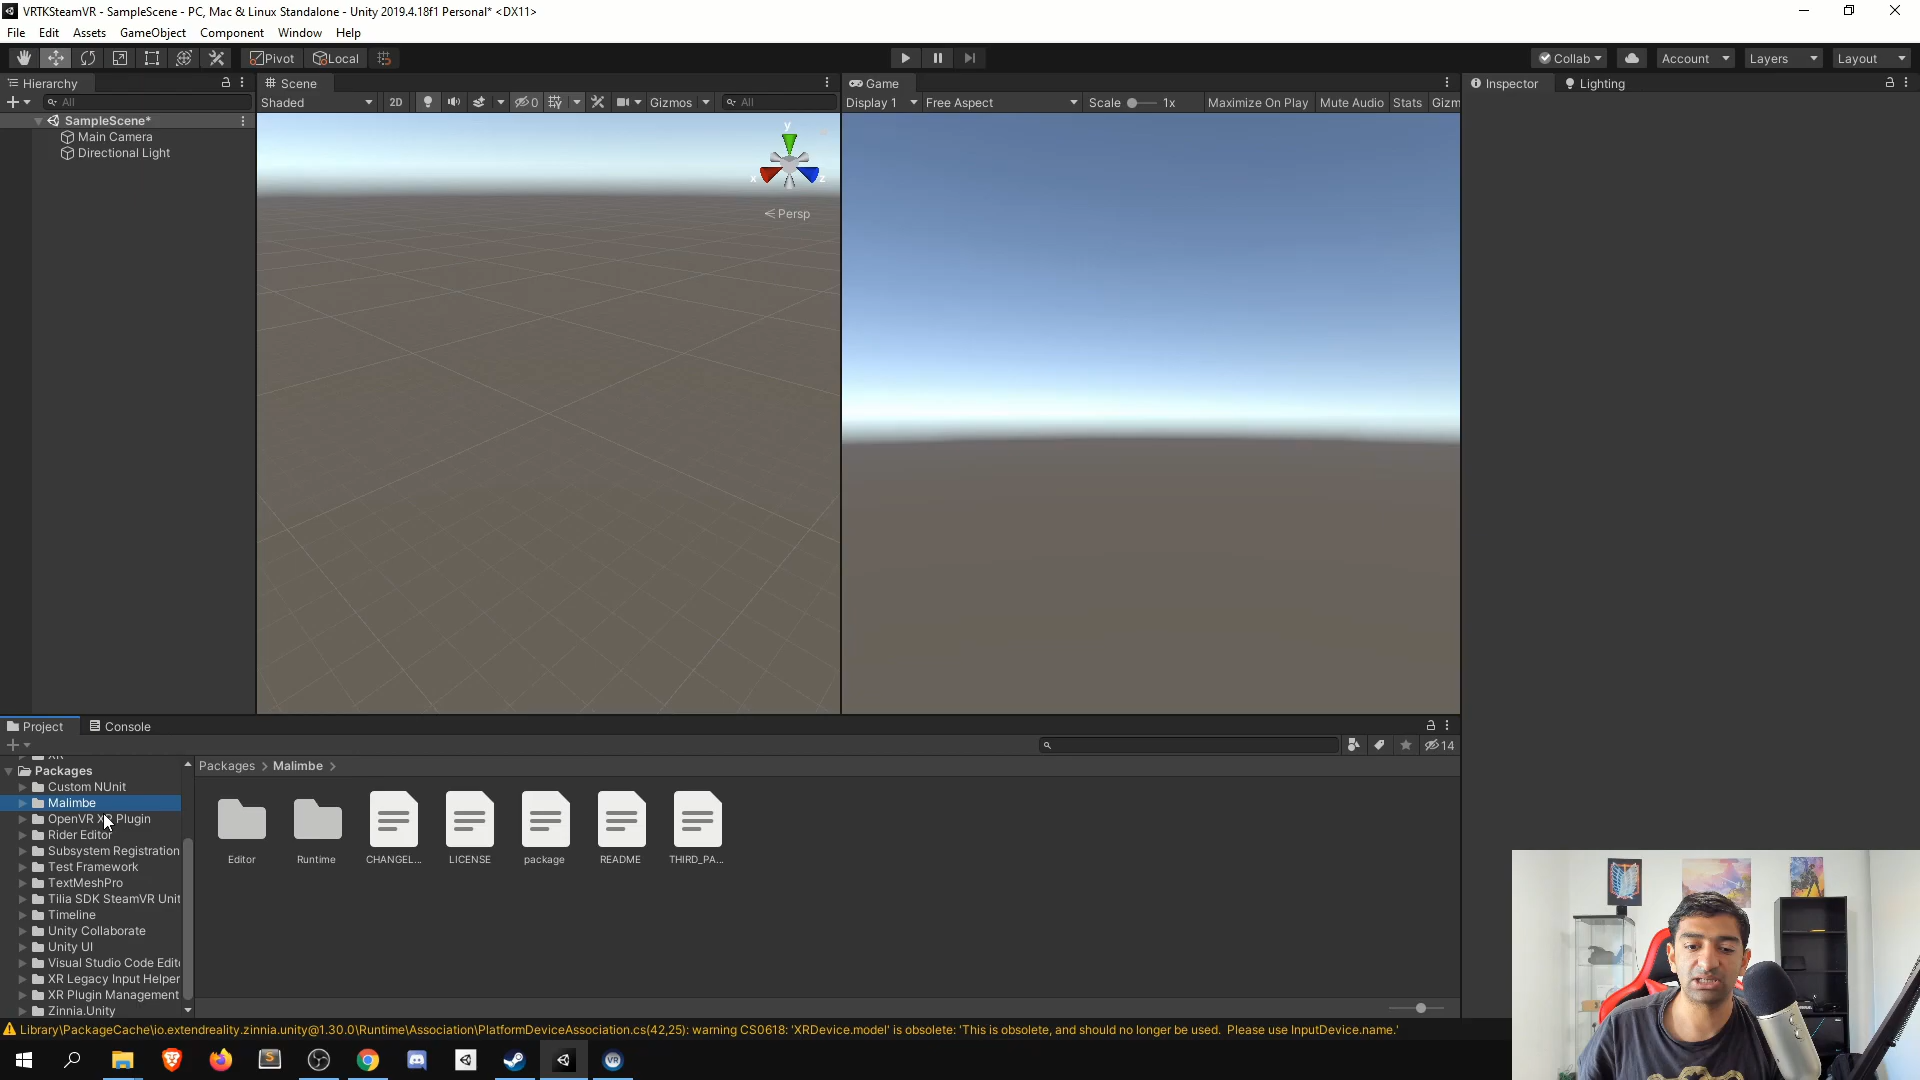 VRTKSteamVR - SampleScene - PC, Mac & Linux Standalone - Unity 2019.4.18f1 Personal* <DX11>
File Edit Assets GameObject Component Window Help
Pivot Local Collab Account Layers Layout
Hierarchy Scene Game Inspector Lighting
All Shaded 2D 0 Gizmos All Display 1 Free Aspect Scale 1x Maximize On Play Mute Audio Stats Gizm
SampleScene*
Main Camera
Directional Light
y
x z
Persp
Project Console
14
XR
Packages
Custom NUnit
Malimbe
OpenVR XR Plugin
Rider Editor
Subsystem Registration
Test Framework
TextMeshPro
Tilia SDK SteamVR Unit
Timeline
Unity Collaborate
Unity UI
Visual Studio Code Edit
XR Legacy Input Helper
XR Plugin Management
Zinnia.Unity
Packages > Malimbe >
Editor Runtime CHANGEL... LICENSE package README THIRD_PA...
Library\PackageCache\io.extendreality.zinnia.unity@1.30.0\Runtime\Association\PlatformDeviceAssociation.cs(42,25): warning CS0618: 'XRDevice.model' is obsolete: 'This is obsolete, and should no longer be used. Please use InputDevice.name.'
S
VR